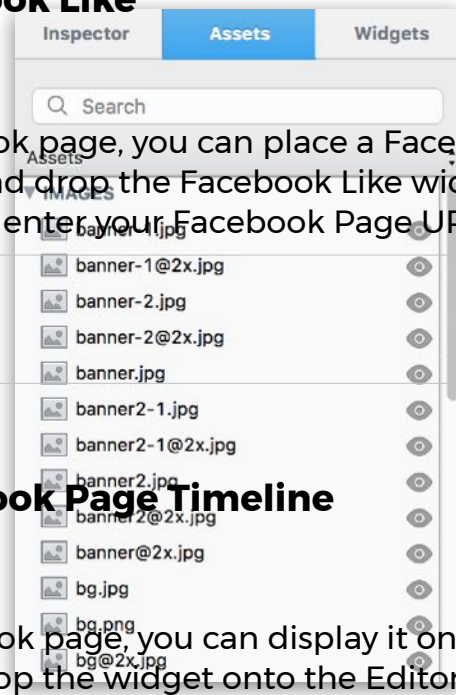 ook Like
Inspector Assets Widgets
Search
ok page, you can place a Face
Assets
nd drop the Facebook Like wid
IMAGES
enter your Facebook Page UR
banner-1.jpg
banner-1@2x.jpg
banner-2.jpg
banner-2@2x.jpg
banner.jpg
banner2-1.jpg
banner2-1@2x.jpg
banner2.jpg
ook Page Timeline
banner2@2x.jpg
banner@2x.jpg
bg.jpg
bg.png
ok page, you can display it on
bg@2x.jpg
op the widget onto the Editor